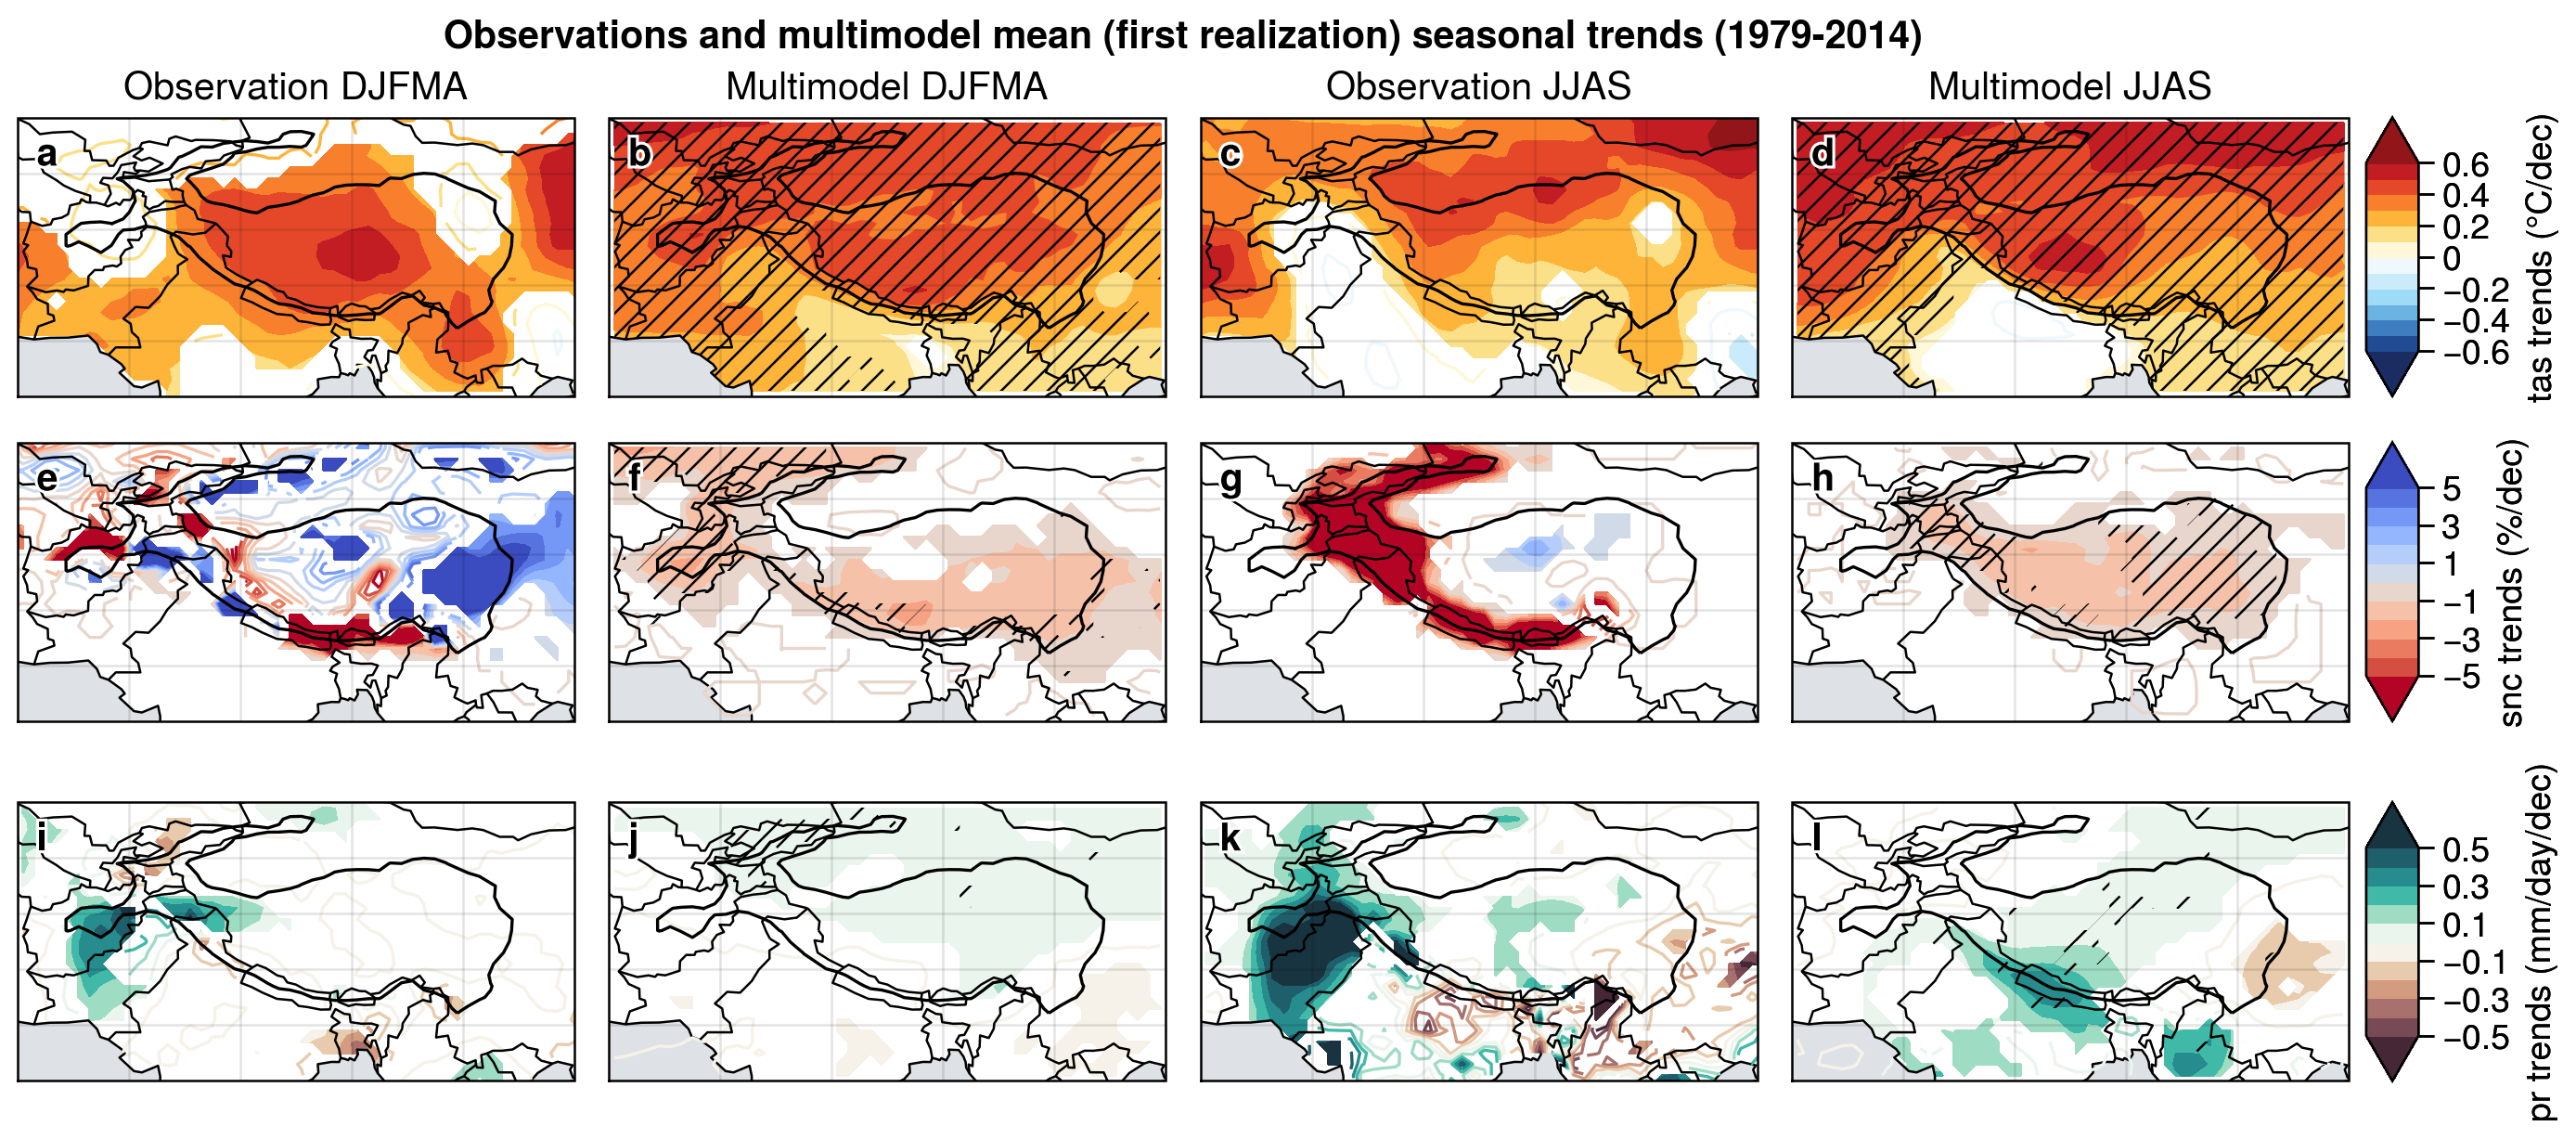 Observations and multimodel mean (first realization) seasonal trends (1979-2014)
Observation DJFMA Multimodel DJFMA Observation JJAS Multimodel JJAS
a b c d
0.6
0.4
0.2
0
−0.2
−0.4
−0.6
tas trends (°C/dec)
e f g h
5
3
1
−1
−3
−5
snc trends (%/dec)
i j k l
0.5
0.3
0.1
−0.1
−0.3
−0.5
pr trends (mm/day/dec)